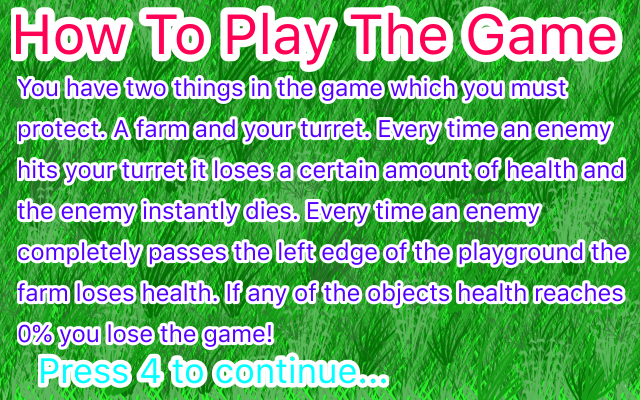 How To Play The Game
You have two things in the game which you must
protect. A farm and your turret. Every time an enemy
hits your turret it loses a certain amount of health and
the enemy instantly dies. Every time an enemy
completely passes the left edge of the playground the
farm loses health. If any of the objects health reaches
0% you lose the game!
Press 4 to continue...